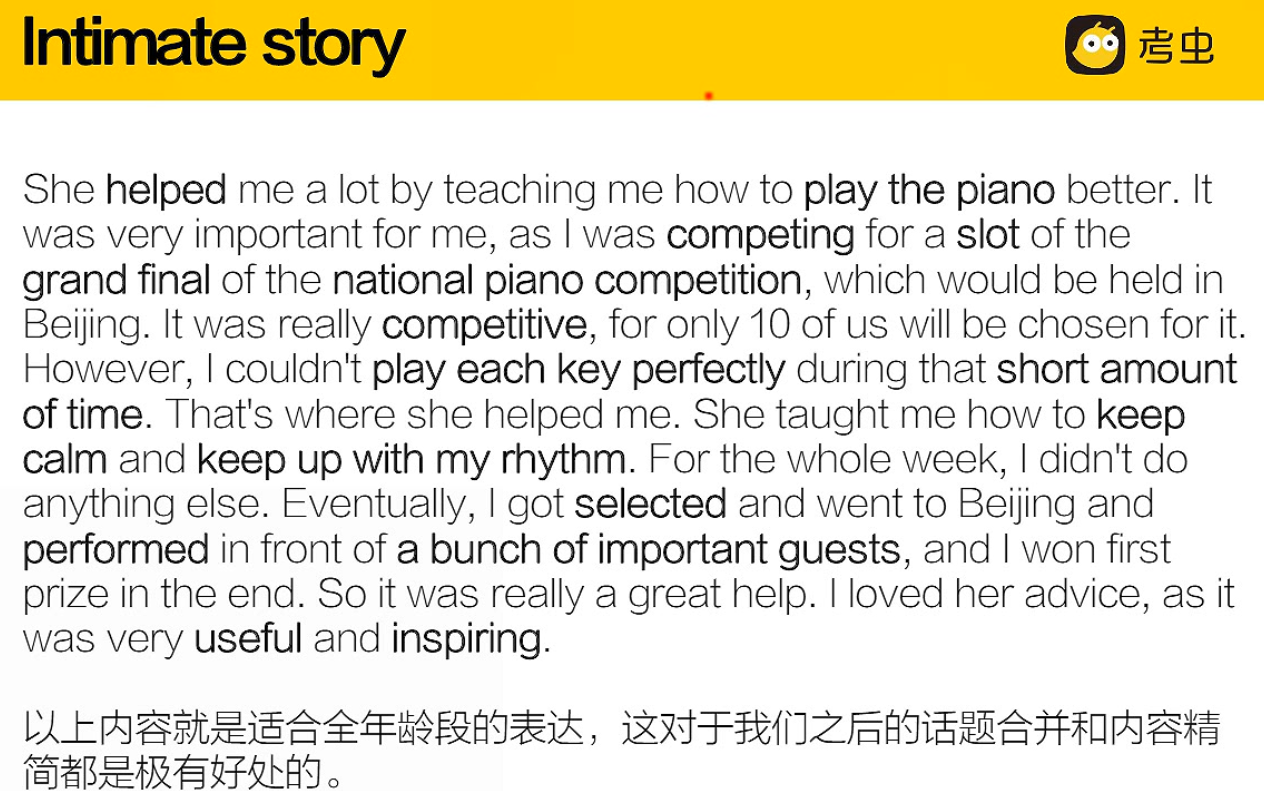 Intimate story
考虫
She helped me a lot by teaching me how to play the piano better. It
was very important for me, as I was competing for a slot of the
grand final of the national piano competition, which would be held in
Beijing. It was really competitive, for only 10 of us will be chosen for it.
However, I couldn't play each key perfectly during that short amount
of time. That's where she helped me. She taught me how to keep
calm and keep up with my rhythm. For the whole week, I didn't do
anything else. Eventually, I got selected and went to Beijing and
performed in front of a bunch of important guests, and I won first
prize in the end. So it was really a great help. I loved her advice, as it
was very useful and inspiring.
以上内容就是适合全年龄段的表达，这对于我们之后的话题合并和内容精
简都是极有好处的。